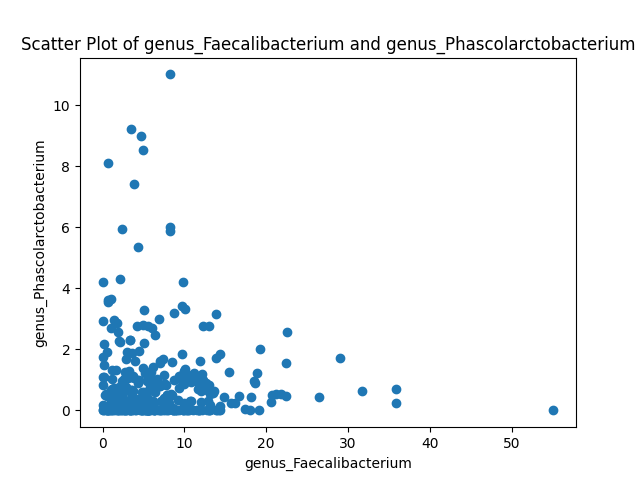 Scatter Plot of genus_Faecalibacterium and genus_Phascolarctobacterium
10
8
6
4
2
0
genus_Phascolarctobacterium
0 10 20 30 40 50
genus_Faecalibacterium